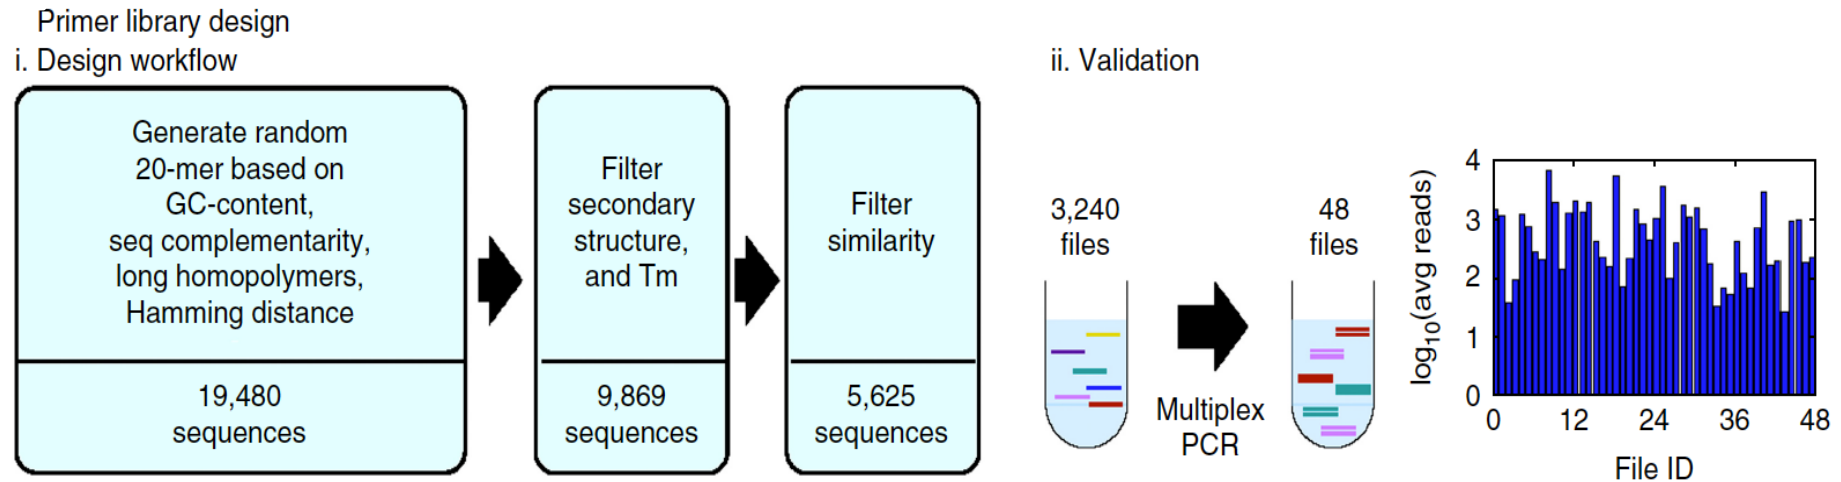 Primer library design
i. Design workflow
Generate random
20-mer based on
GC-content,
seq complementarity,
long homopolymers,
Hamming distance
19,480
sequences
Filter
secondary
structure,
and Tm
9,869
sequences
Filter
similarity
5,625
sequences
ii. Validation
3,240
files
Multiplex
PCR
48
files
log10(avg reads)
4
3
2
1
0
0 12 24 36 48
File ID